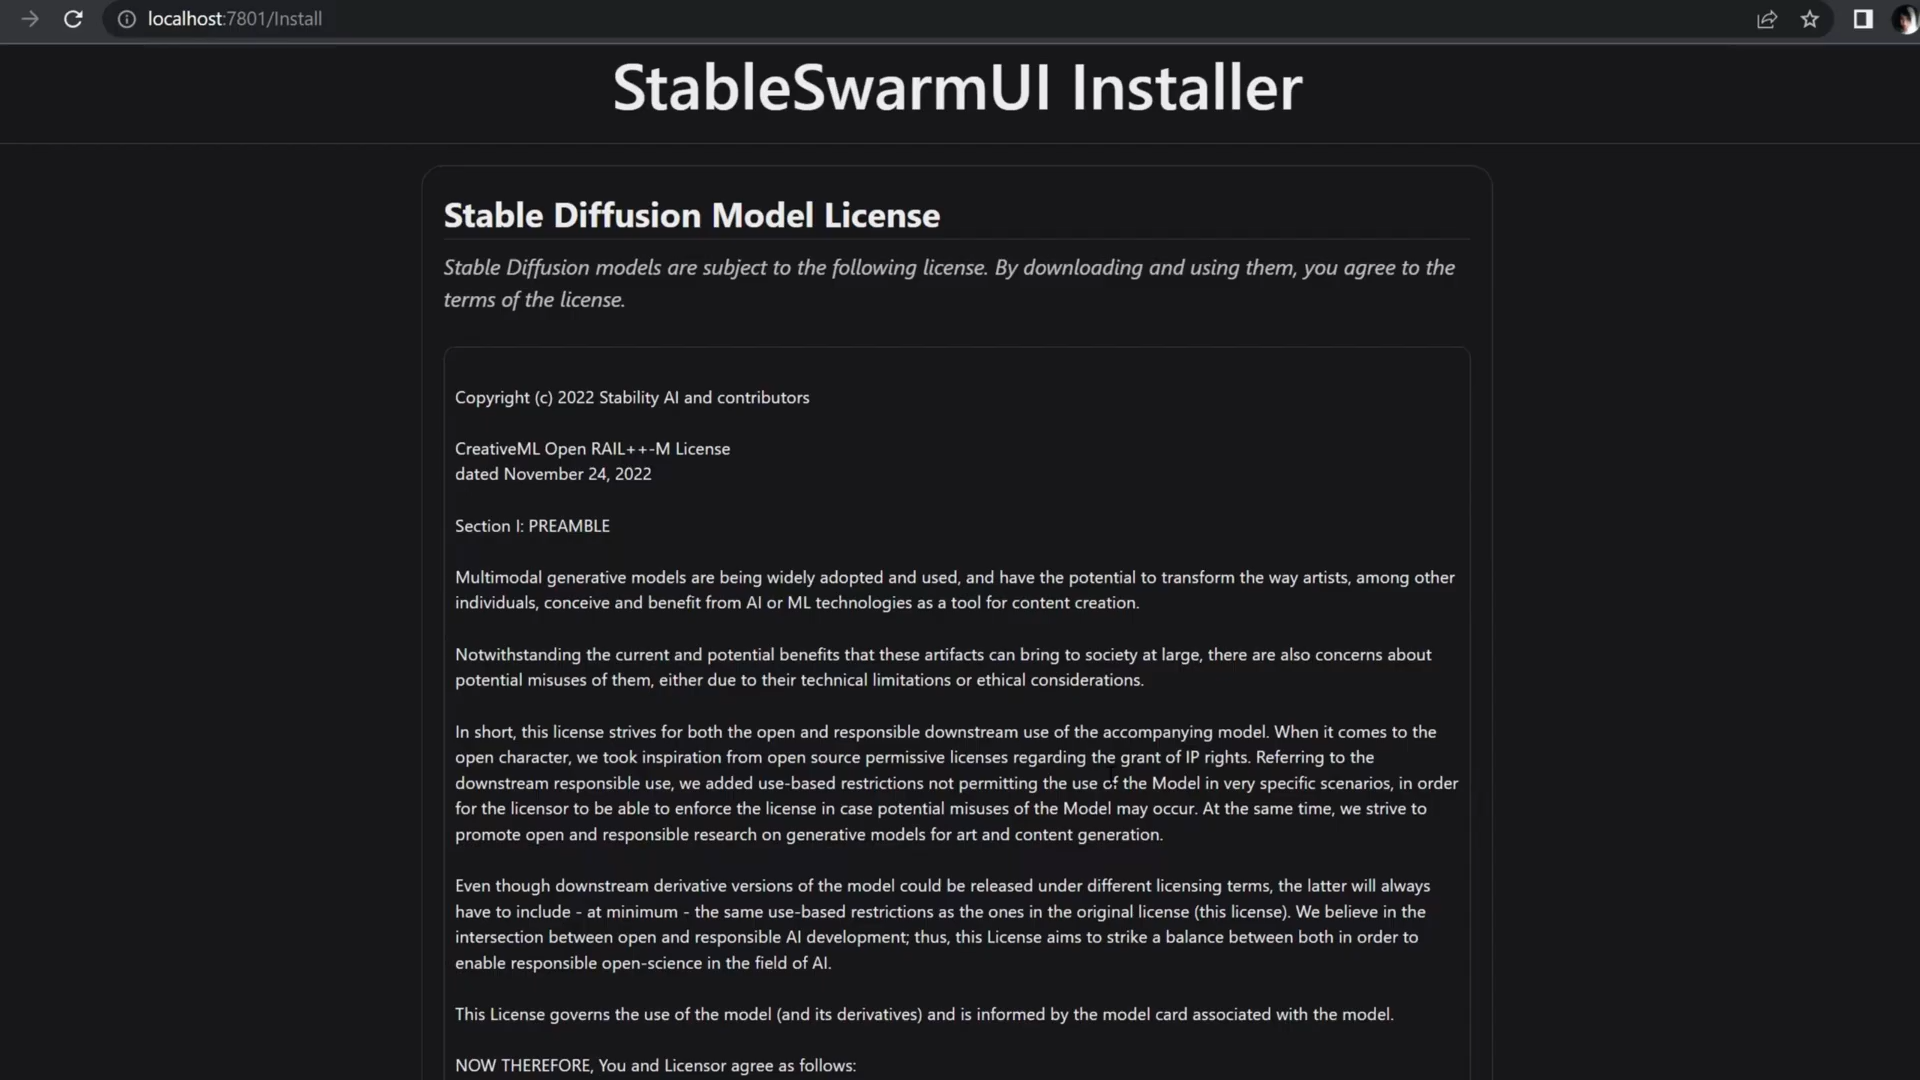 localhost:7801/Install
StableSwarmUI Installer
Stable Diffusion Model License
Stable Diffusion models are subject to the following license. By downloading and using them, you agree to the
terms of the license.
Copyright (c) 2022 Stability AI and contributors
CreativeML Open RAIL++-M License
dated November 24, 2022
Section I: PREAMBLE
Multimodal generative models are being widely adopted and used, and have the potential to transform the way artists, among other
individuals, conceive and benefit from AI or ML technologies as a tool for content creation.
Notwithstanding the current and potential benefits that these artifacts can bring to society at large, there are also concerns about
potential misuses of them, either due to their technical limitations or ethical considerations.
In short, this license strives for both the open and responsible downstream use of the accompanying model. When it comes to the
open character, we took inspiration from open source permissive licenses regarding the grant of IP rights. Referring to the
downstream responsible use, we added use-based restrictions not permitting the use of the Model in very specific scenarios, in order
for the licensor to be able to enforce the license in case potential misuses of the Model may occur. At the same time, we strive to
promote open and responsible research on generative models for art and content generation.
Even though downstream derivative versions of the model could be released under different licensing terms, the latter will always
have to include - at minimum - the same use-based restrictions as the ones in the original license (this license). We believe in the
intersection between open and responsible AI development; thus, this License aims to strike a balance between both in order to
enable responsible open-science in the field of AI.
This License governs the use of the model (and its derivatives) and is informed by the model card associated with the model.
NOW THEREFORE, You and Licensor agree as follows: